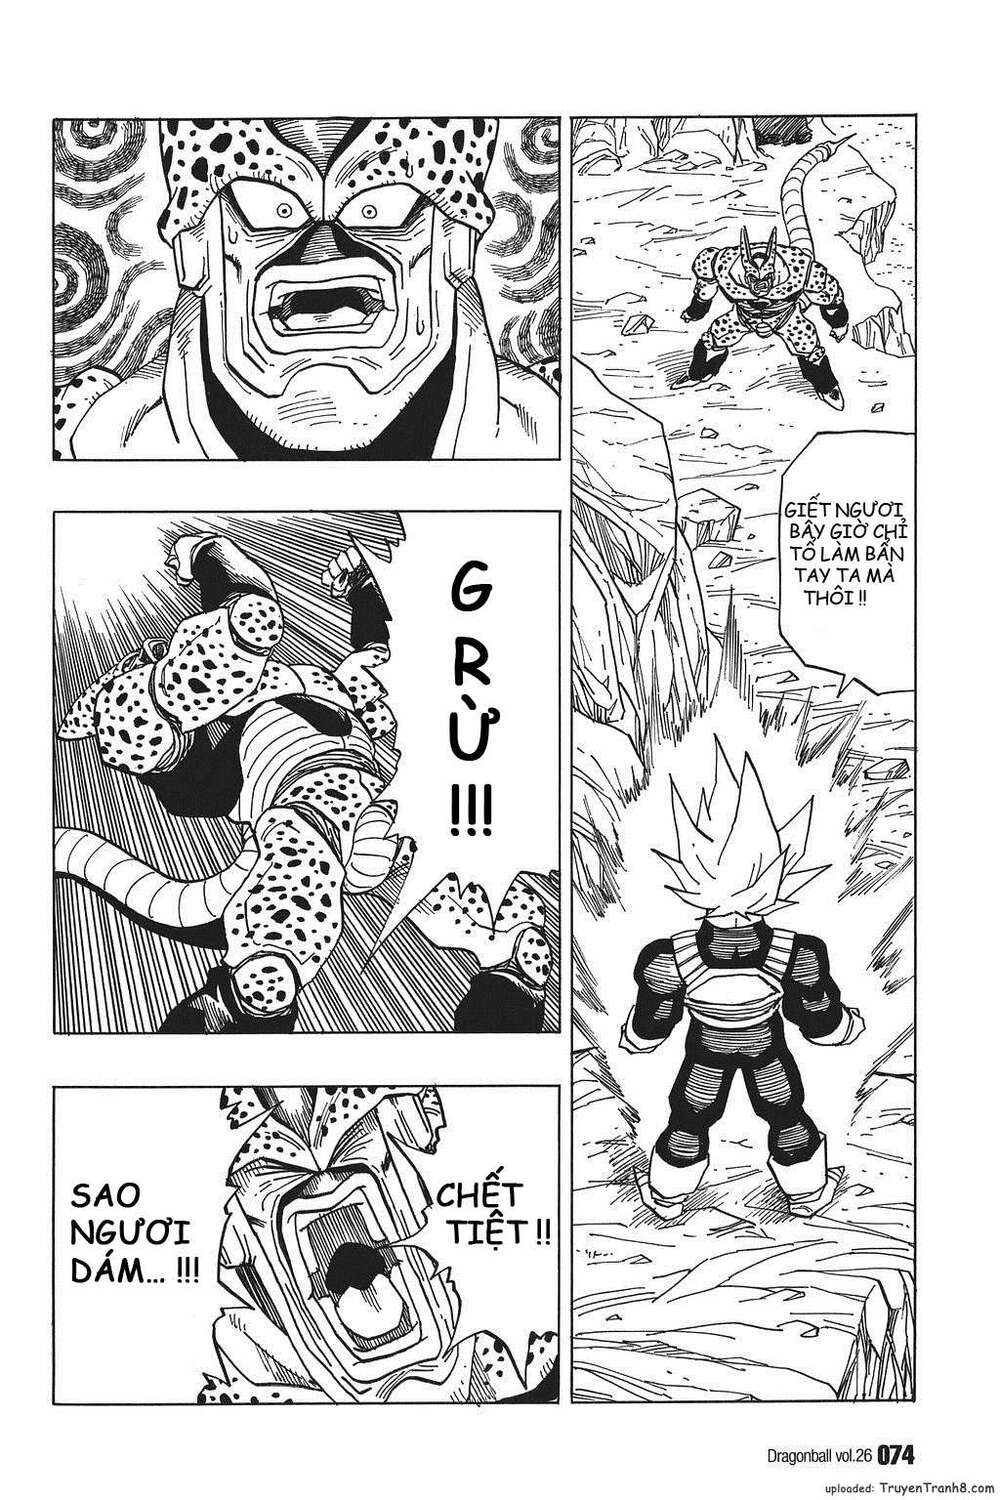 GIẾT NGƯƠI
BÂY GIỜ CHỈ
TỔ LÀM BẨN
TAY TA MÀ
THÔI !!
GRỪ !!!
CHẾT
TIỆT !!
SAO
NGƯƠI
DÁM... !!!
Dragonball vol.26 074
uploaded: TruyenTranh8.com